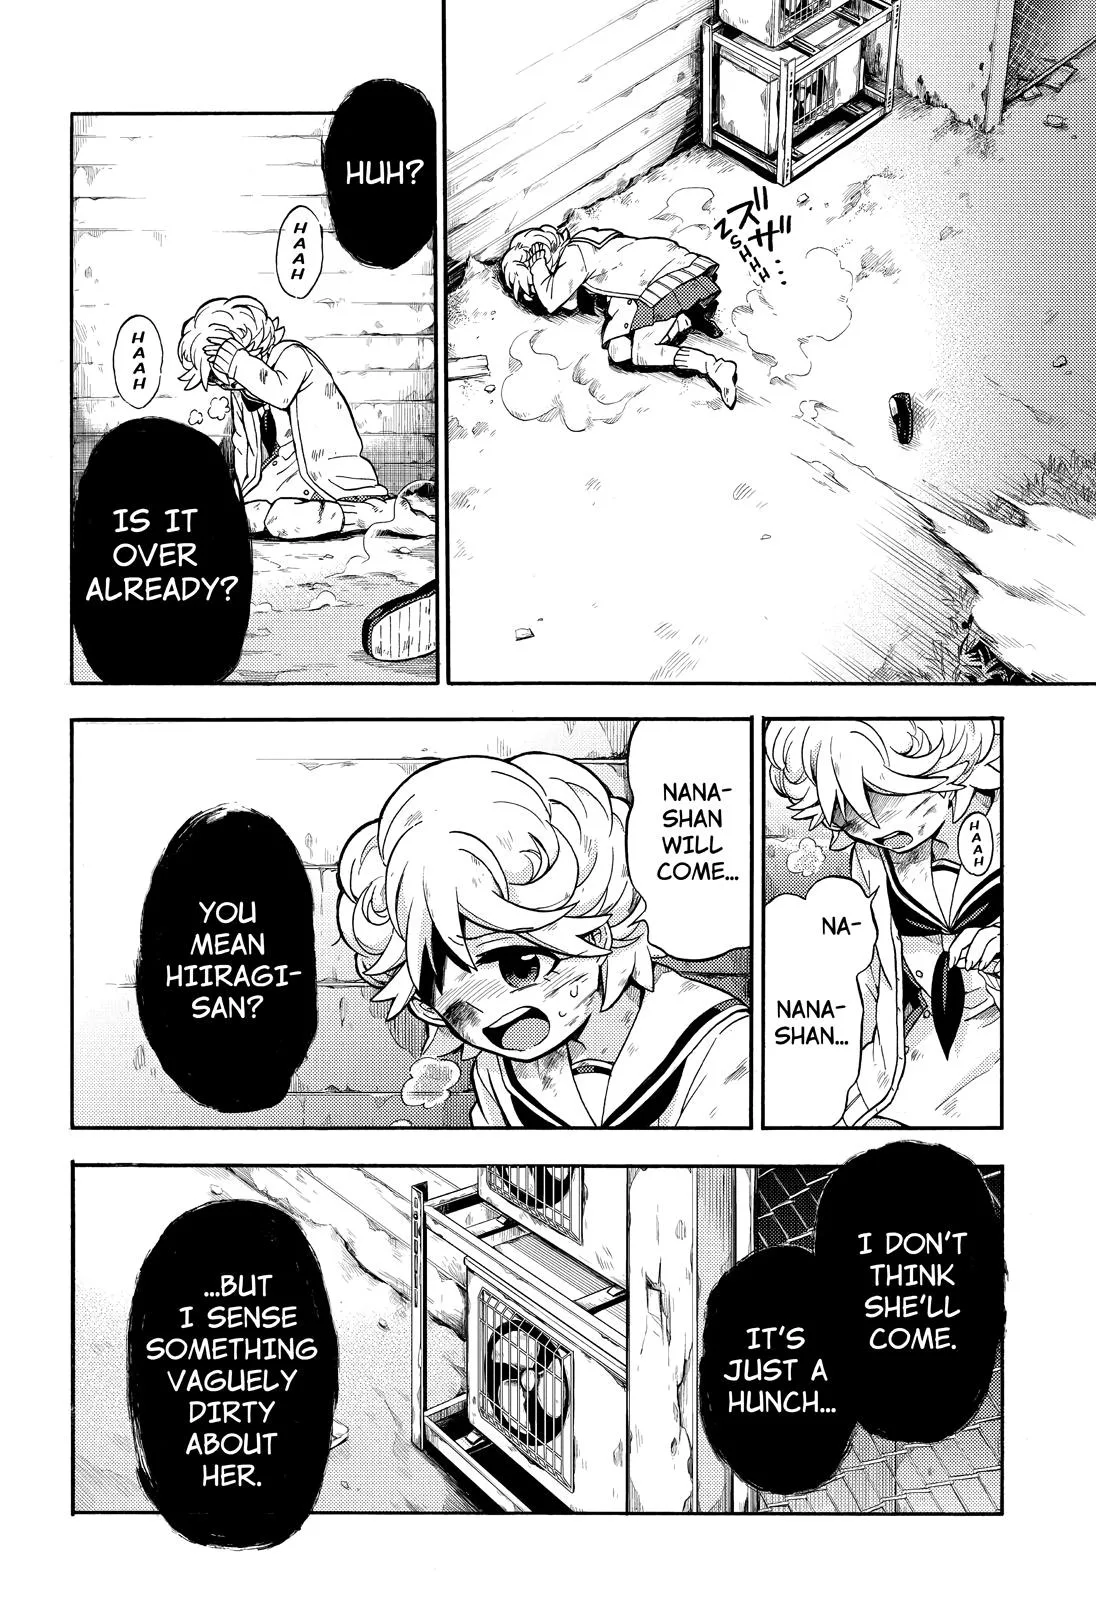 ズザ...
ZSHHH
HUH?
HAAH
HAAH
IS IT
OVER
ALREADY?
HAAH
NA-
NANA-
SHAN...
NANA-
SHAN
WILL
COME...
YOU
MEAN
HIIRAGI-
SAN?
I DON'T
THINK
SHE'LL
COME.
IT'S
JUST A
HUNCH...
...BUT
I SENSE
SOMETHING
VAGUELY
DIRTY
ABOUT
HER.